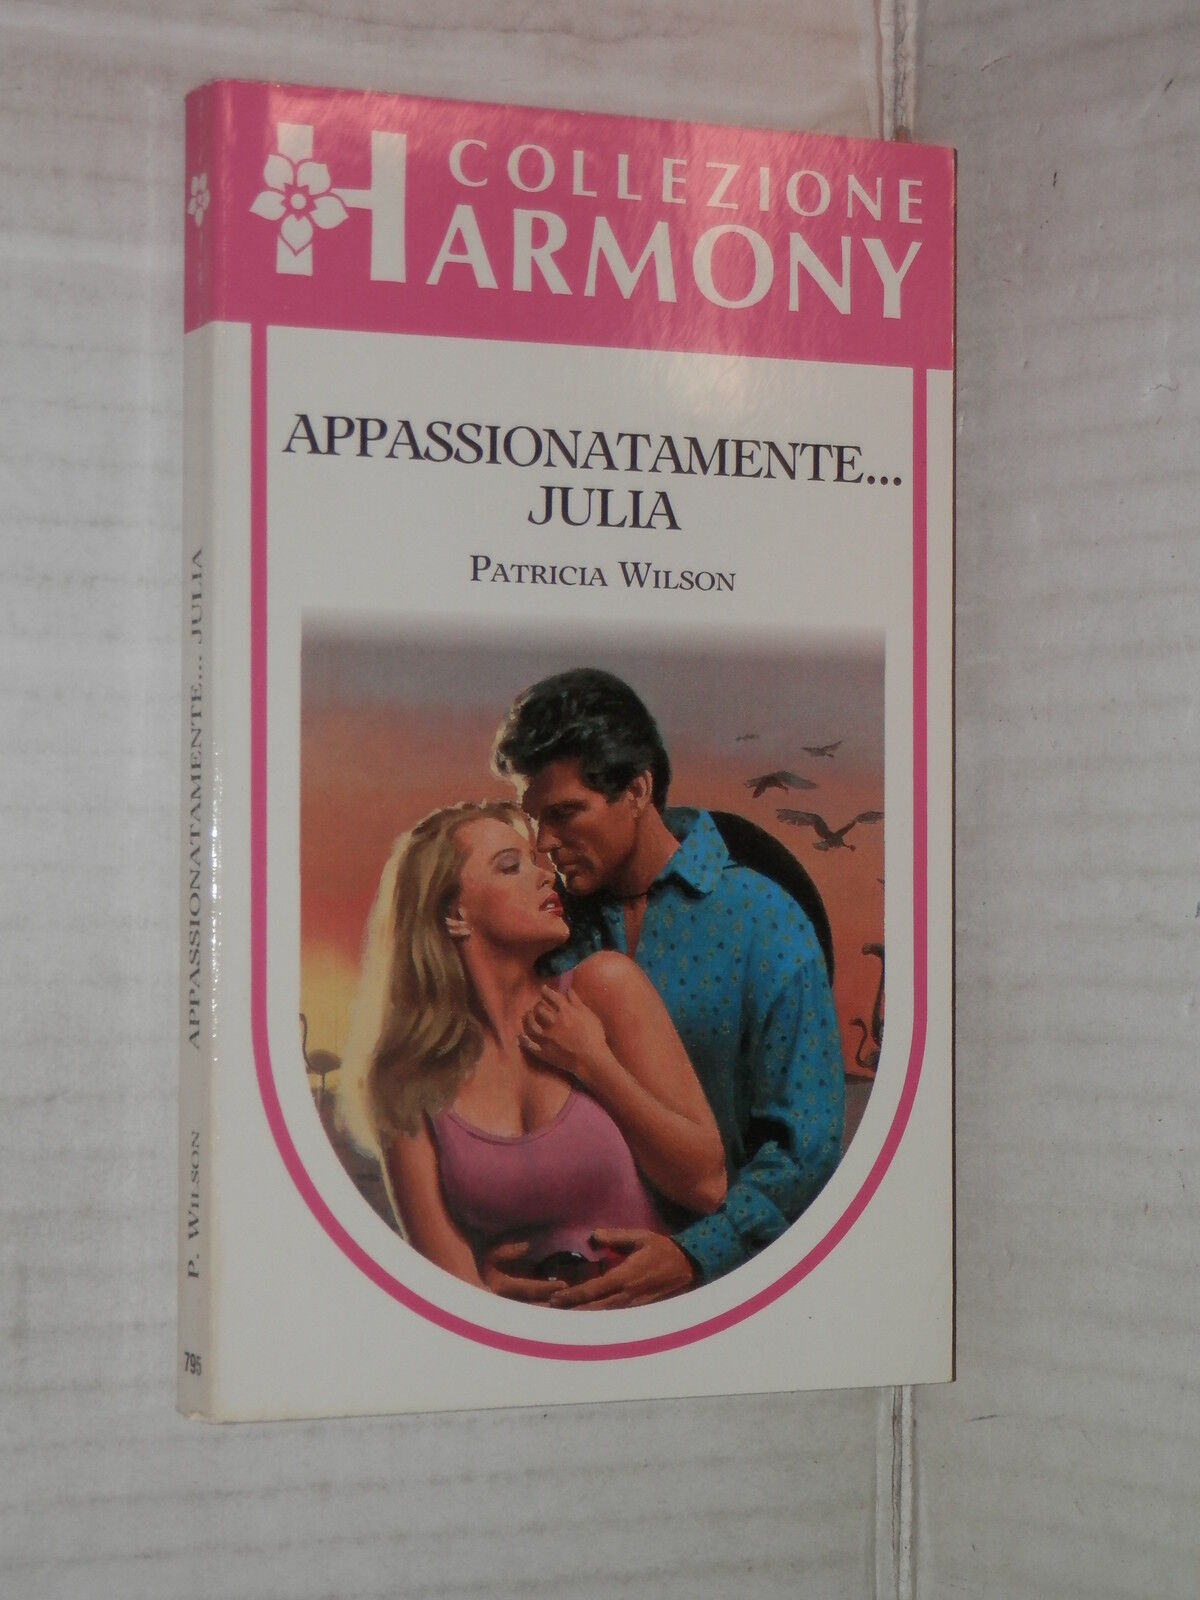 COLLEZIONE
HARMONY
APPASSIONATAMENTE...
JULIA
PATRICIA WILSON
P. WILSON APPASSIONATAMENTE... JULIA
795